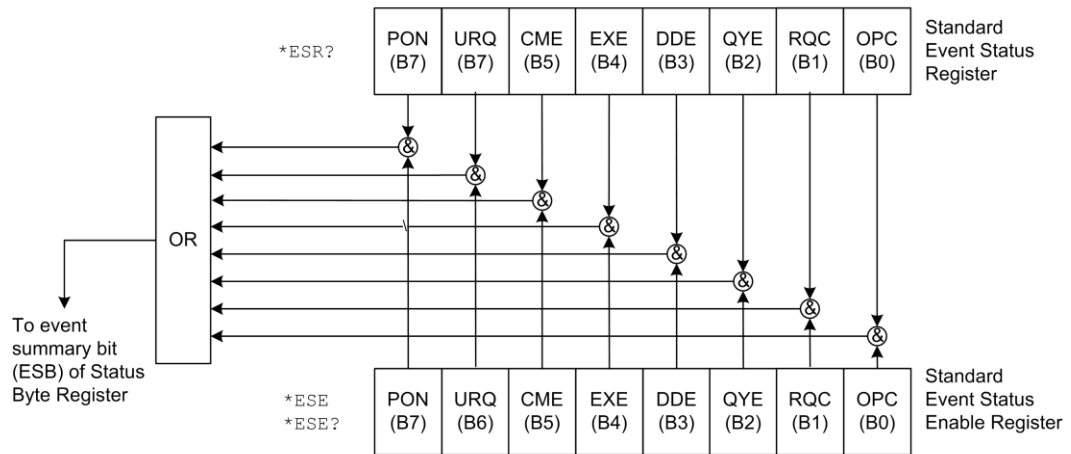 *ESR?
PON URQ CME EXE DDE QYE RQC OPC
(B7) (B7) (B5) (B4) (B3) (B2) (B1) (B0)
Standard
Event Status
Register
& & & & & & & &
OR
To event
summary bit
(ESB) of Status
Byte Register
*ESE
*ESE?
PON URQ CME EXE DDE QYE RQC OPC
(B7) (B6) (B5) (B4) (B3) (B2) (B1) (B0)
Standard
Event Status
Enable Register